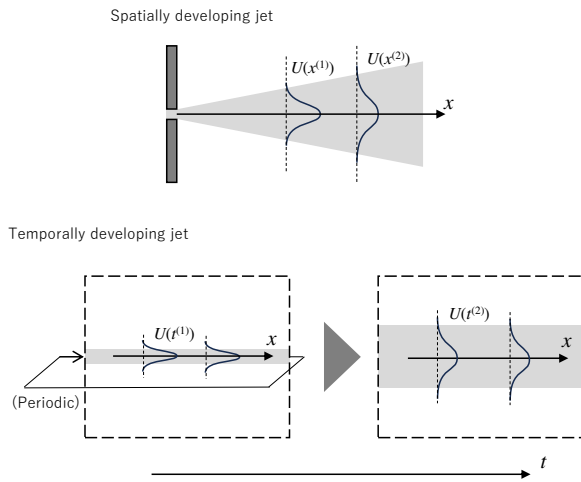 Spatially developing jet
U(x⁽¹⁾)
U(x⁽²⁾)
x
Temporally developing jet
U(t⁽¹⁾)
x
U(t⁽²⁾)
x
(Periodic)
t